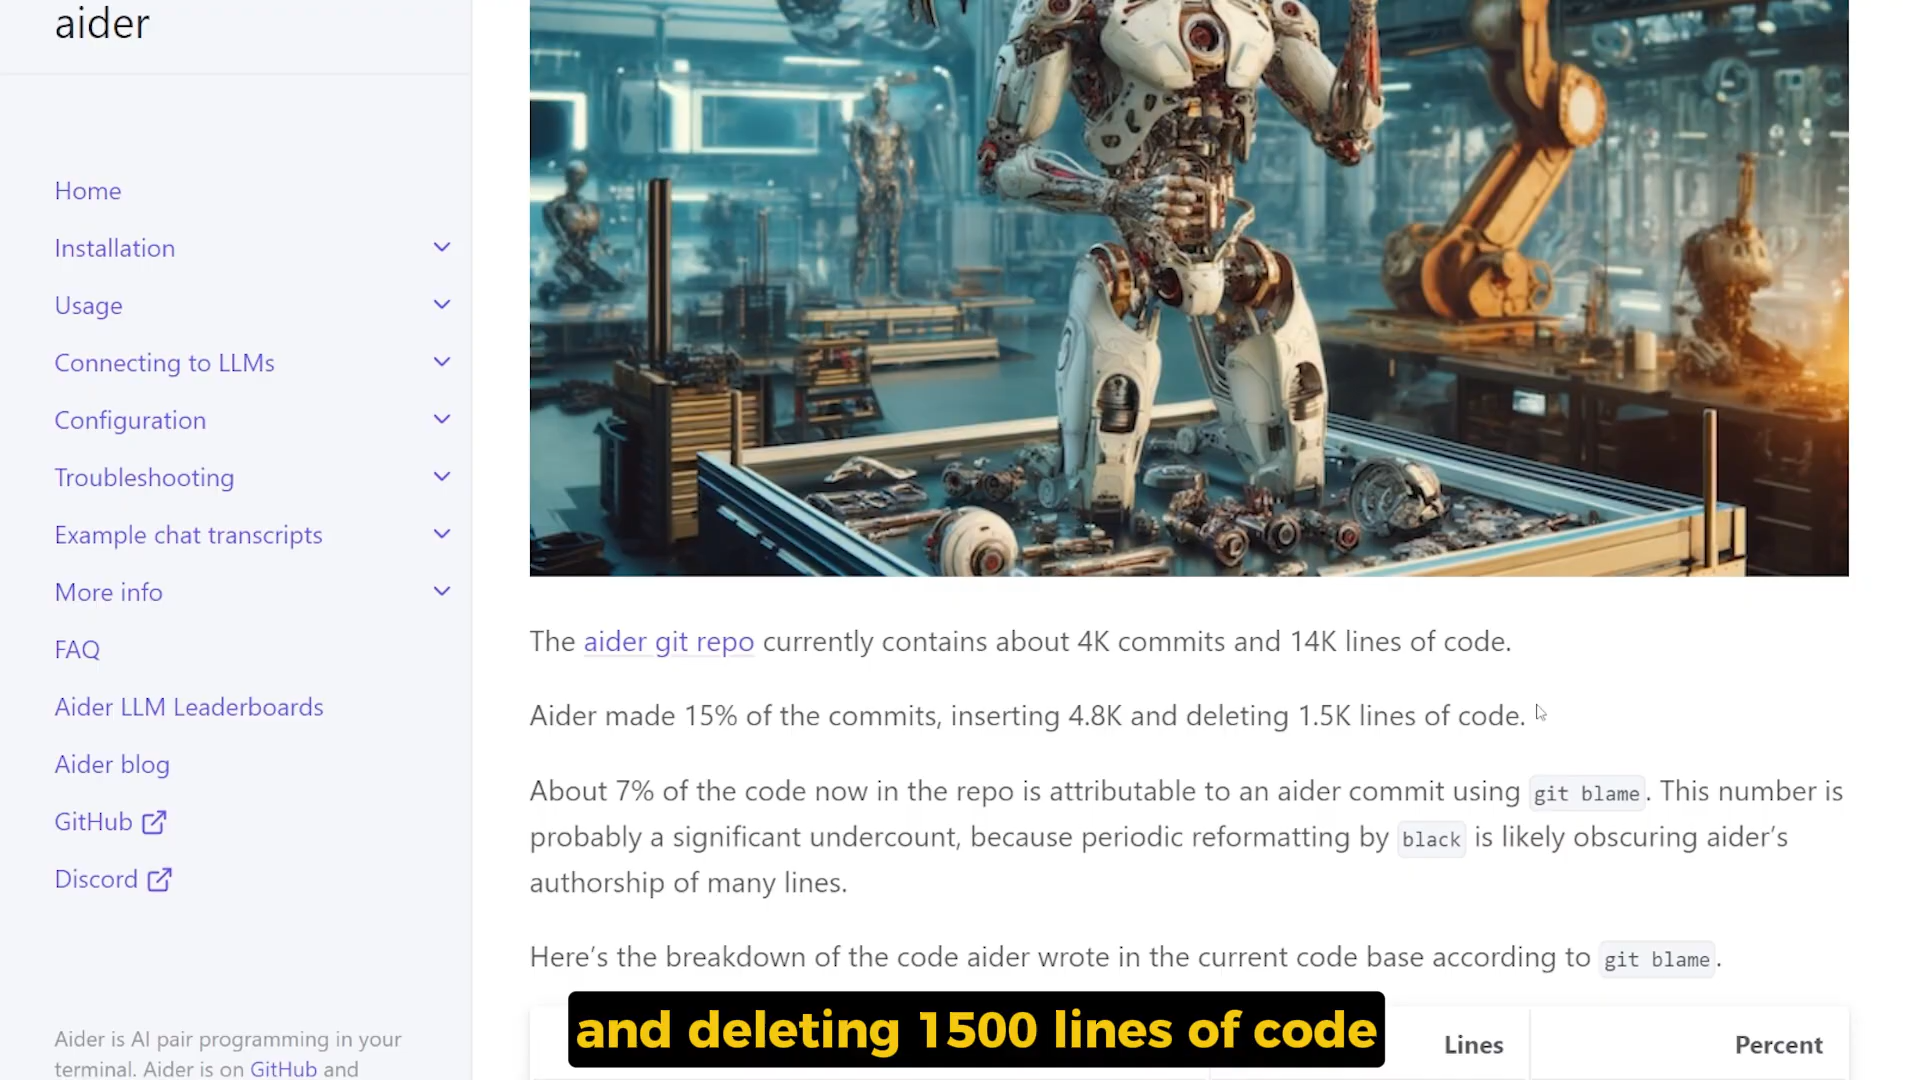 aider
Home
Installation
Usage
Connecting to LLMs
Configuration
Troubleshooting
Example chat transcripts
More info
FAQ
Aider LLM Leaderboards
Aider blog
GitHub
Discord
Aider is AI pair programming in your
terminal. Aider is on GitHub and
The aider git repo currently contains about 4K commits and 14K lines of code.
Aider made 15% of the commits, inserting 4.8K and deleting 1.5K lines of code.
About 7% of the code now in the repo is attributable to an aider commit using git blame. This number is
probably a significant undercount, because periodic reformatting by black is likely obscuring aider’s
authorship of many lines.
Here’s the breakdown of the code aider wrote in the current code base according to git blame.
Lines Percent
and deleting 1500 lines of code